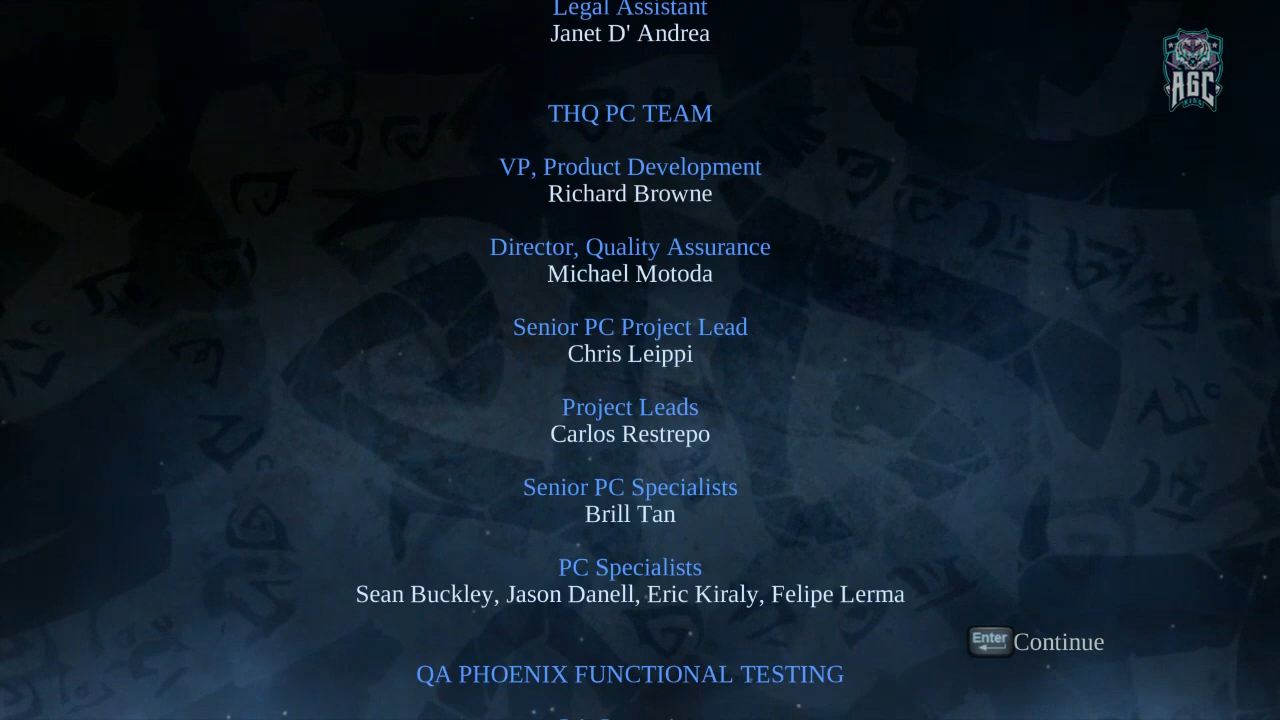 Legal Assistant
Janet D' Andrea
THQ PC TEAM
VP, Product Development
Richard Browne
Director, Quality Assurance
Michael Motoda
Senior PC Project Lead
Chris Leippi
Project Leads
Carlos Restrepo
Senior PC Specialists
Brill Tan
PC Specialists
Sean Buckley, Jason Danell, Eric Kiraly, Felipe Lerma
Enter Continue
QA PHOENIX FUNCTIONAL TESTING
AGC